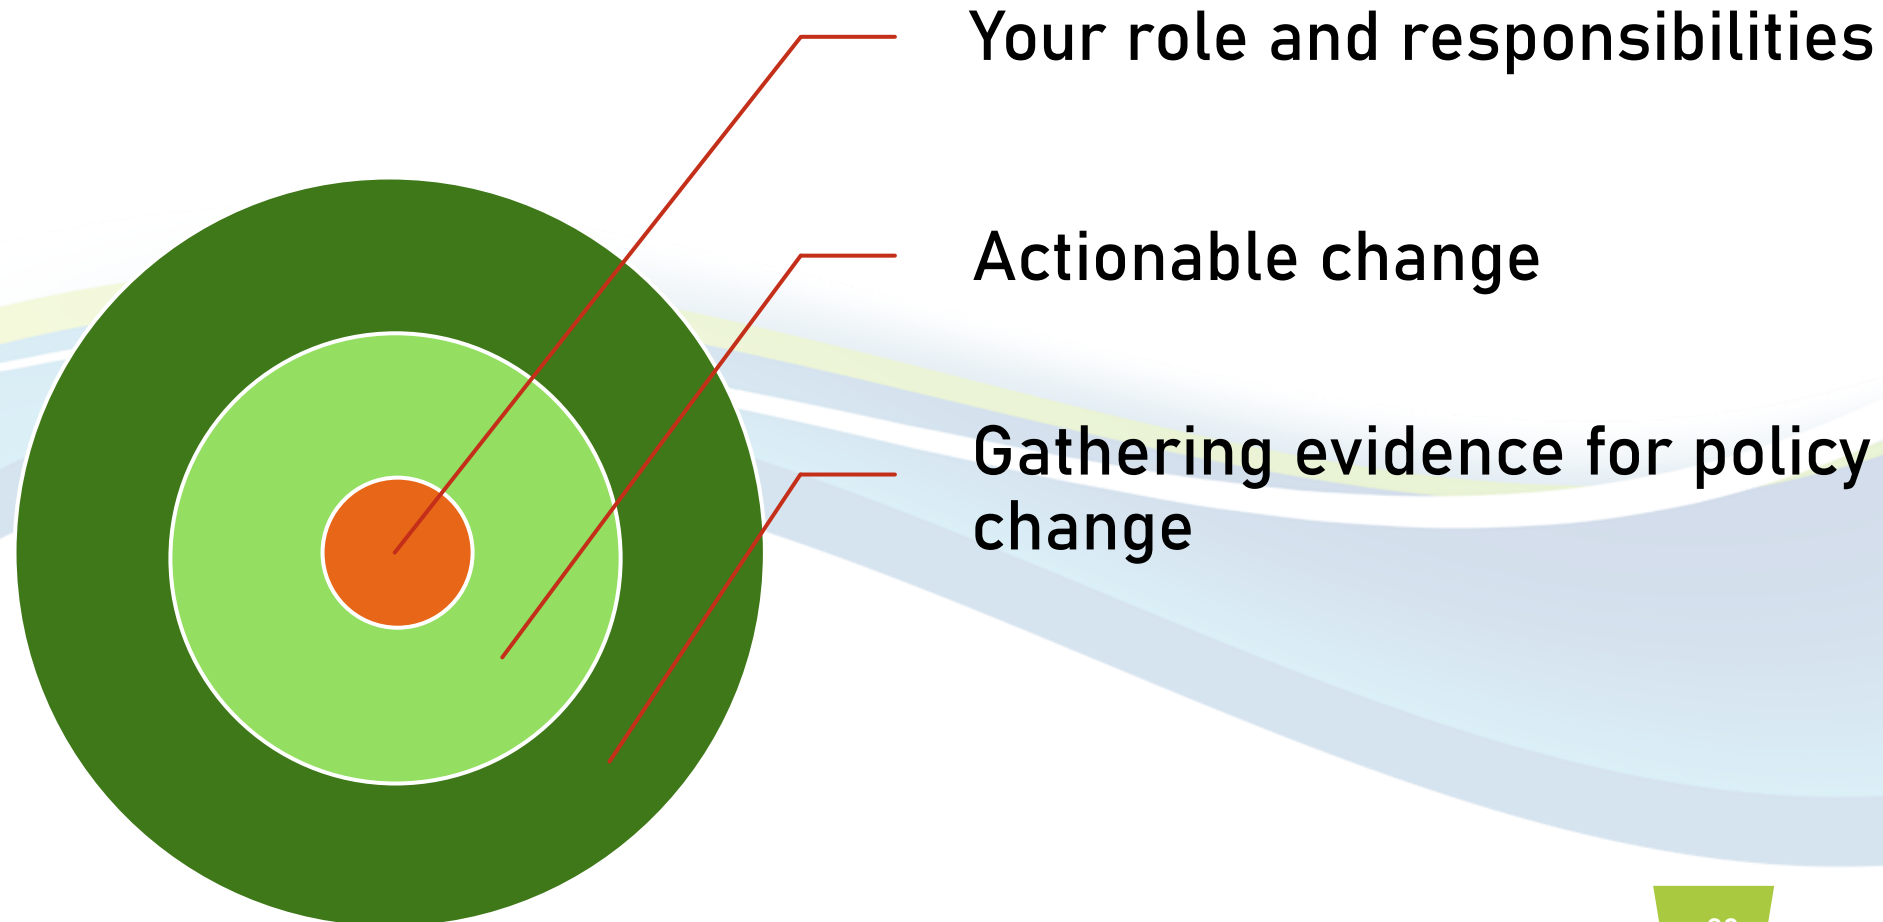 Your role and responsibilities
Actionable change
Gathering evidence for policy
change